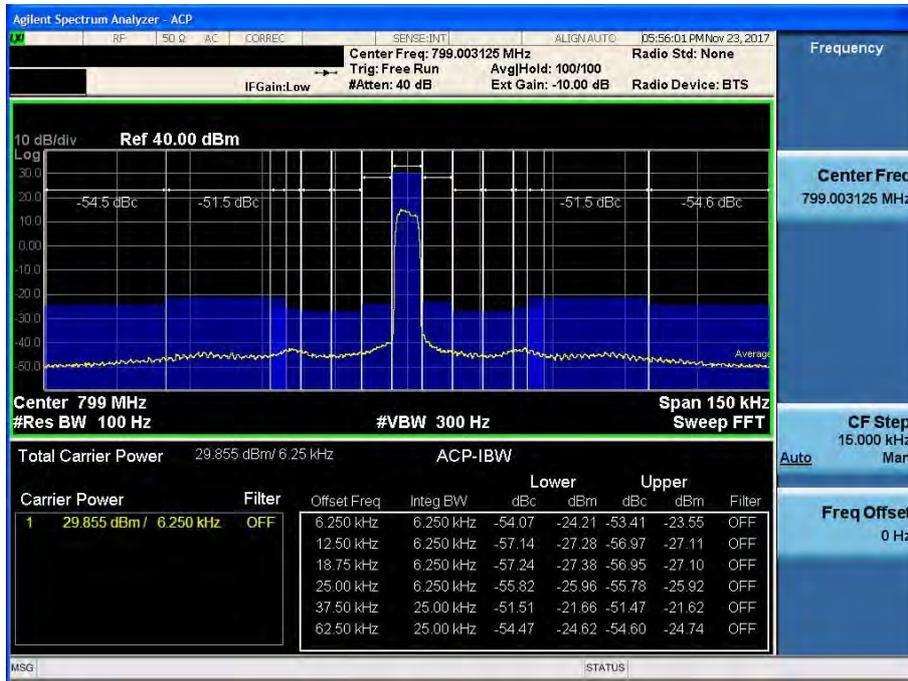 Agilent Spectrum Analyzer - ACP
LXI RF 50 Ω AC CORREC SENSE:INT ALIGN AUTO 05:56:01 PM Nov 23, 2017
Center Freq: 799.003125 MHz Radio Std: None
Trig: Free Run Avg|Hold: 100/100
IFGain:Low #Atten: 40 dB Ext Gain: -10.00 dB Radio Device: BTS
10 dB/div Ref 40.00 dBm
Log
30.0
20.0
10.0
0.00
-10.0
-20.0
-30.0
-40.0
-50.0
-54.5 dBc -51.5 dBc -51.5 dBc -54.6 dBc
Average
Center 799 MHz Span 150 kHz
#Res BW 100 Hz #VBW 300 Hz Sweep FFT
Total Carrier Power 29.855 dBm/ 6.25 kHz ACP-IBW
Lower Upper
Carrier Power Filter Offset Freq Integ BW dBc dBm dBc dBm Filter
1 29.855 dBm / 6.250 kHz OFF 6.250 kHz 6.250 kHz -54.07 -24.21 -53.41 -23.55 OFF
12.50 kHz 6.250 kHz -57.14 -27.28 -56.97 -27.11 OFF
18.75 kHz 6.250 kHz -57.24 -27.38 -56.95 -27.10 OFF
25.00 kHz 6.250 kHz -55.82 -25.96 -55.78 -25.92 OFF
37.50 kHz 25.00 kHz -51.51 -21.66 -51.47 -21.62 OFF
62.50 kHz 25.00 kHz -54.47 -24.62 -54.60 -24.74 OFF
MSG STATUS
Frequency
Center Freq
799.003125 MHz
CF Step
15.000 kHz
Auto Man
Freq Offset
0 Hz